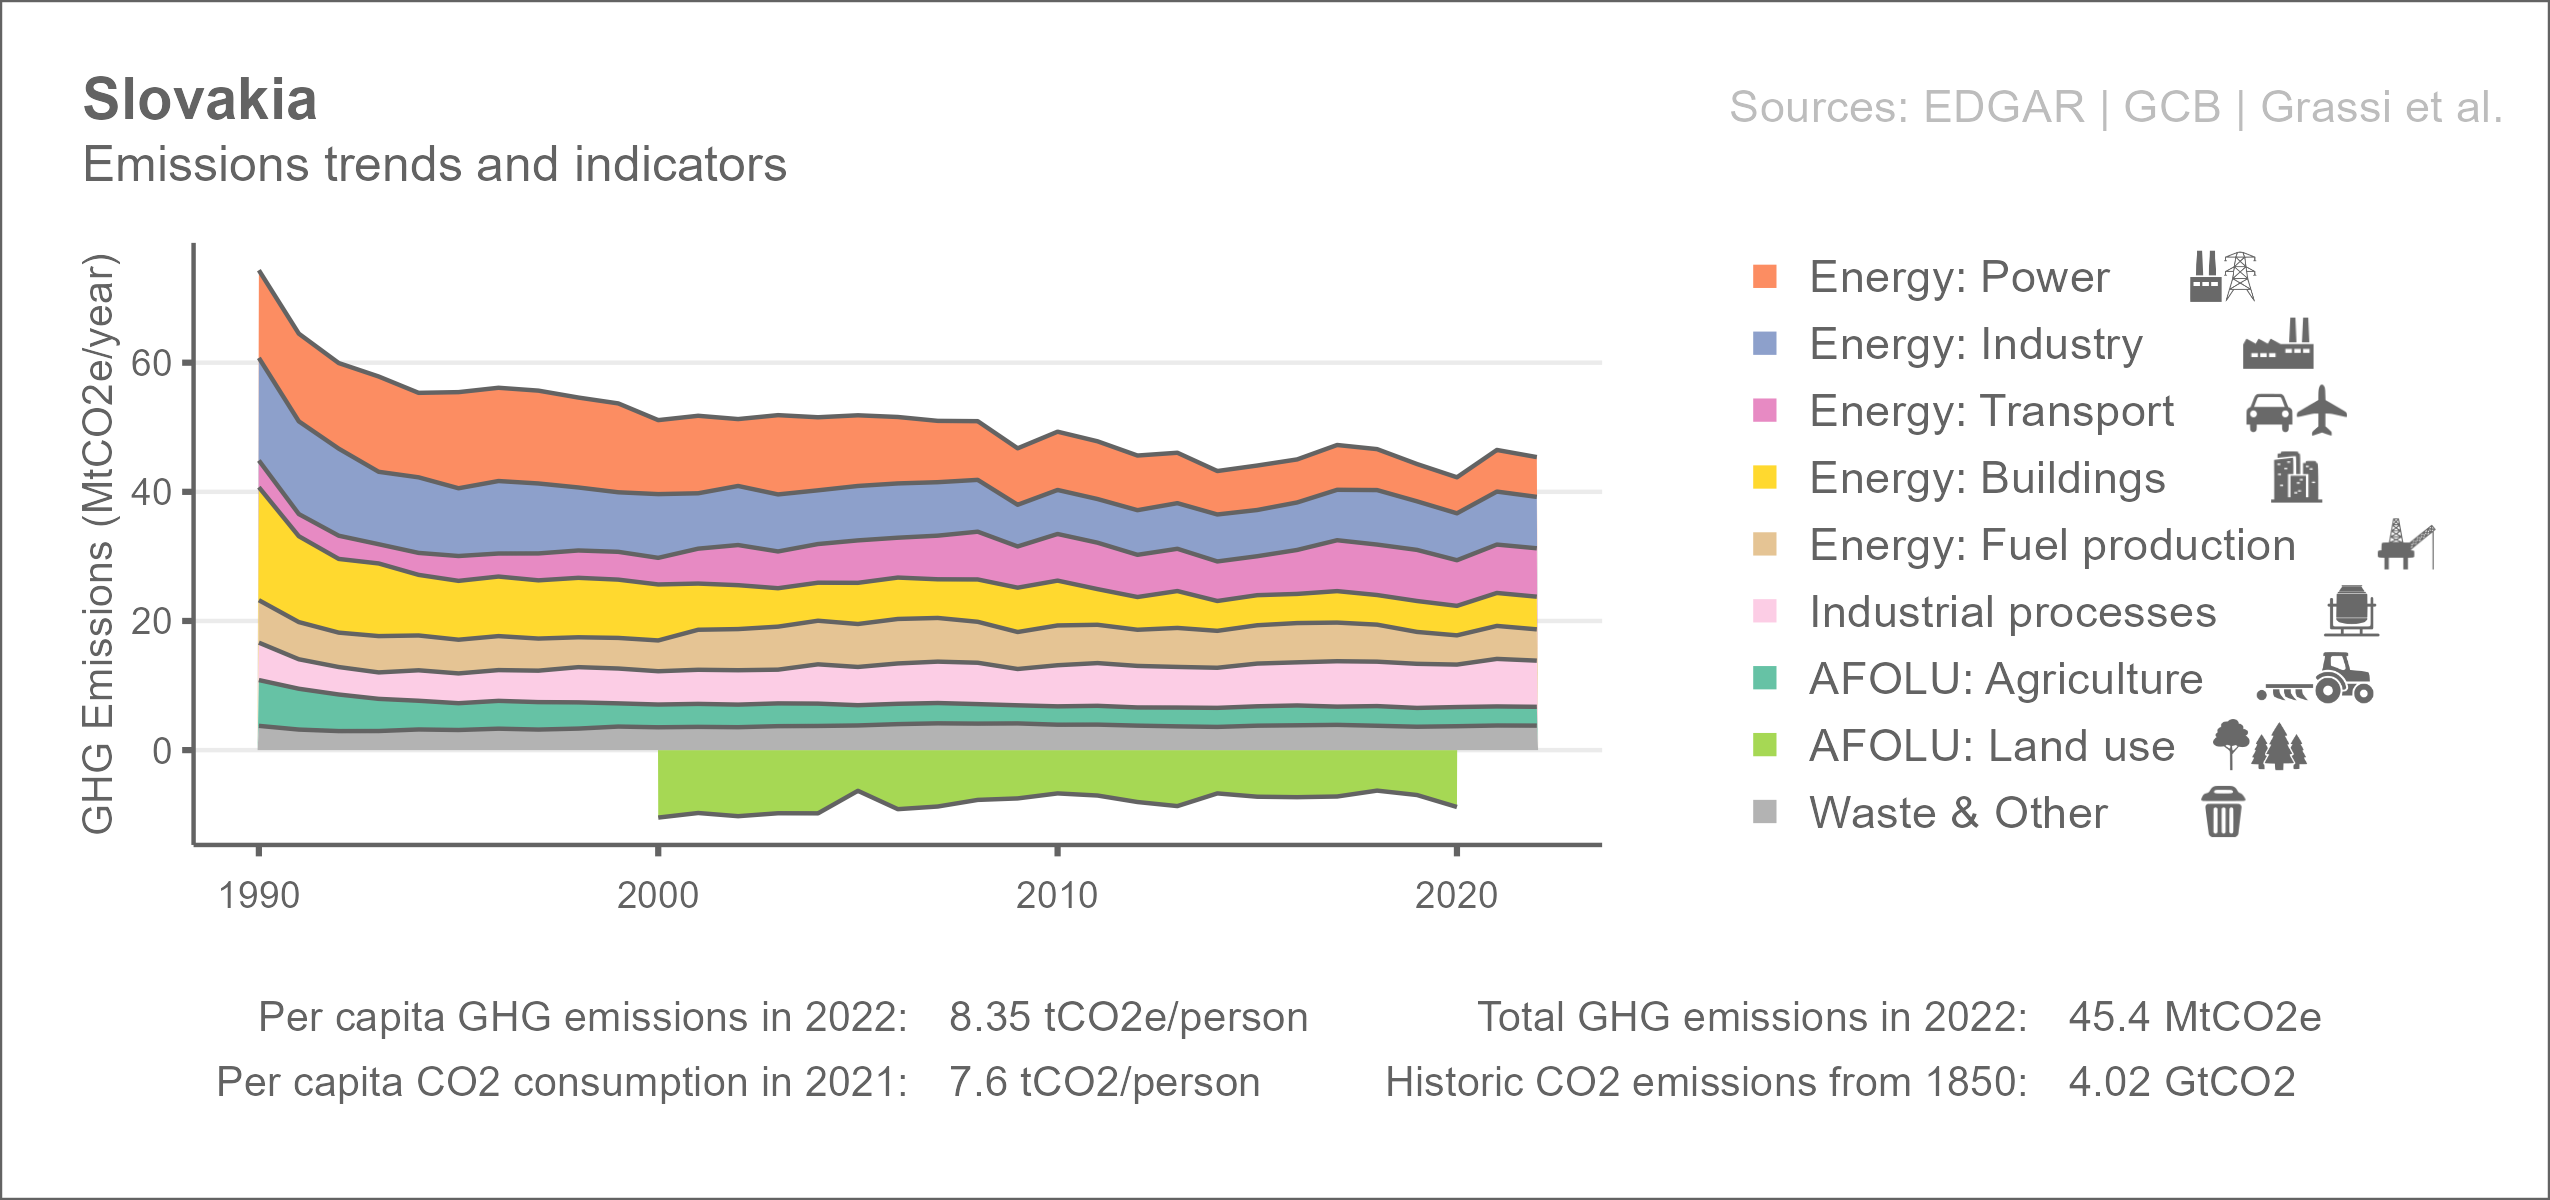 Slovakia
Sources: EDGAR | GCB | Grassi et al.
Emissions trends and indicators
GHG Emissions (MtCO2e/year)
60
40
20
0
1990
2000
2010
2020
Energy: Power
Energy: Industry
Energy: Transport
Energy: Buildings
Energy: Fuel production
Industrial processes
AFOLU: Agriculture
AFOLU: Land use
Waste & Other
Per capita GHG emissions in 2022: 8.35 tCO2e/person
Total GHG emissions in 2022: 45.4 MtCO2e
Per capita CO2 consumption in 2021: 7.6 tCO2/person
Historic CO2 emissions from 1850: 4.02 GtCO2